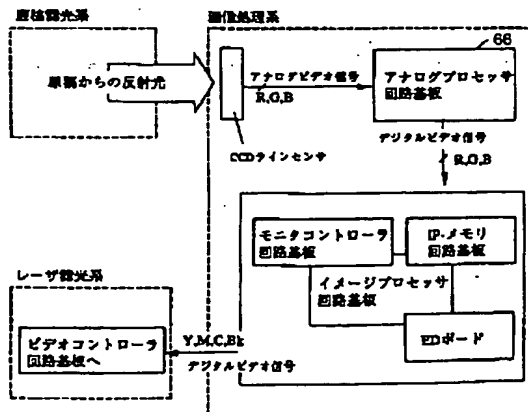 原稿露光系
画像処理系
原稿からの反射光
アナログビデオ信号
R,G,B
CCDラインセンサ
66
アナログプロセッサ
回路基板
デジタルビデオ信号
R,G,B
モニタコントローラ
回路基板
IP-メモリ
回路基板
イメージプロセッサ
回路基板
EDボード
レーザ露光系
ビデオコントローラ
回路基板へ
Y,M,C,Bk
デジタルビデオ信号